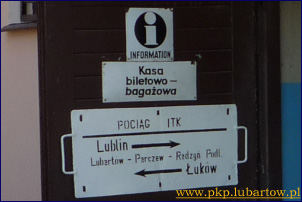 i
INFORMATION
Kasa
biletowo-
bagażowa
POCIĄG ITK
Lublin
Lubartów - Parczew - Radzyń Podl.
Łuków
www.pkp.lubartow.pl